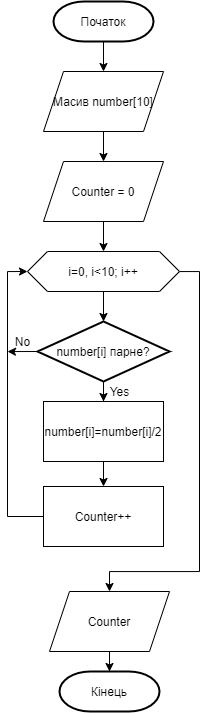 Початок
Масив number[10]
Counter = 0
i=0, i<10; i++
number[i] парне?
No
Yes
number[i]=number[i]/2
Counter++
Counter
Кінець